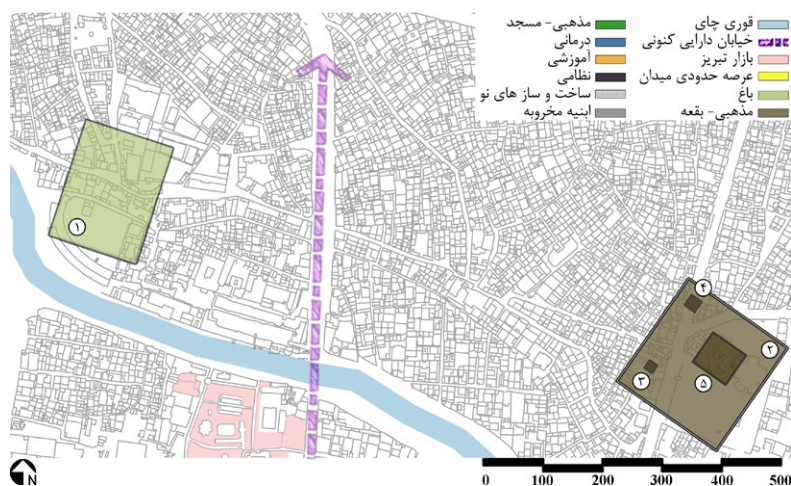 قوری چای
خیابان دارایی کنونی
بازار تبریز
عرصه حدودی میدان
باغ
مذهبی- بقعه
مذهبی- مسجد
درمانی
آموزشی
نظامی
ساخت و ساز های نو
ابنیه مخروبه
۱
۴
۲
۳
۵
N
0 100 200 300 400 500